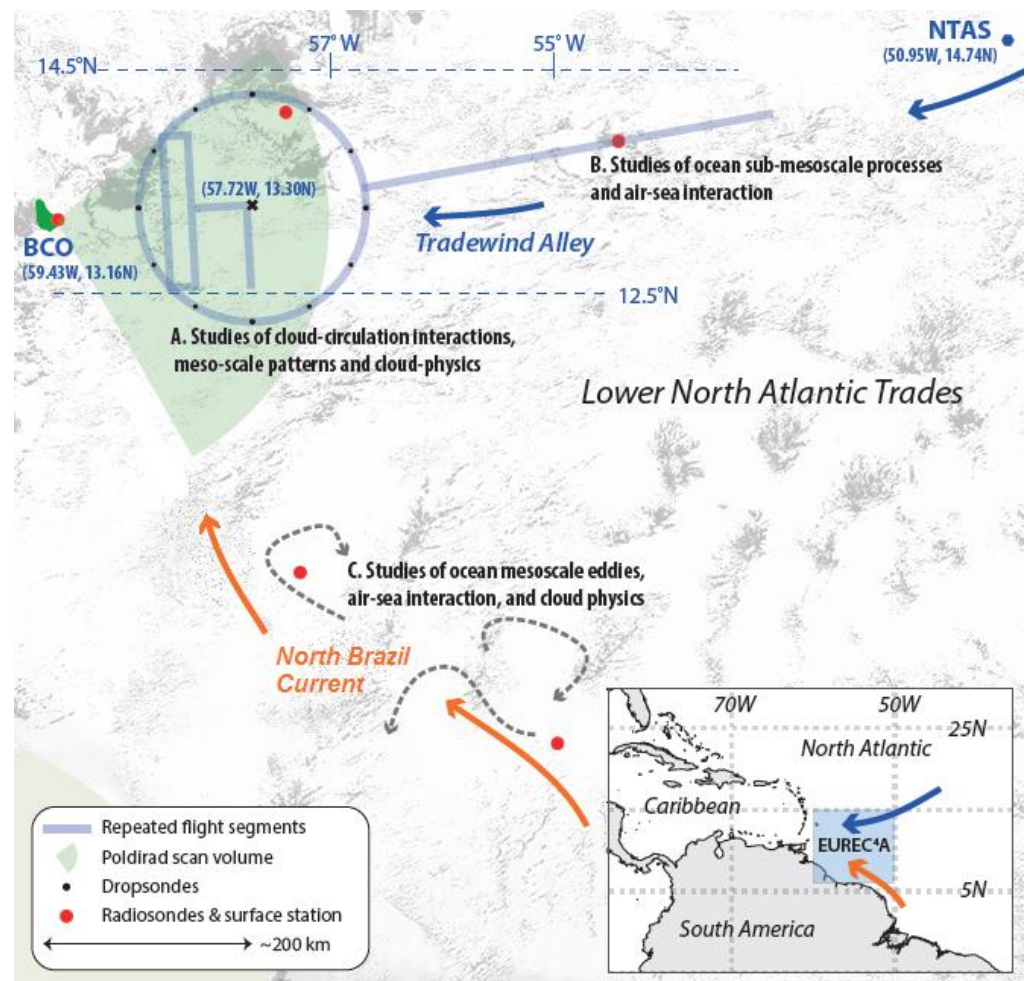 57°W
55°W
NTAS
(50.95W, 14.74N)
14.5°N
B. Studies of ocean sub-mesoscale processes
and air-sea interaction
(57.72W, 13.30N)
BCO
(59.43W, 13.16N)
Tradewind Alley
12.5°N
A. Studies of cloud-circulation interactions,
meso-scale patterns and cloud-physics
Lower North Atlantic Trades
C. Studies of ocean mesoscale eddies,
air-sea interaction, and cloud physics
North Brazil
Current
Repeated flight segments
Poldirad scan volume
Dropsondes
Radiosondes & surface station
~200 km
70W
50W
25N
North Atlantic
Caribbean
EUREC⁴A
5N
South America